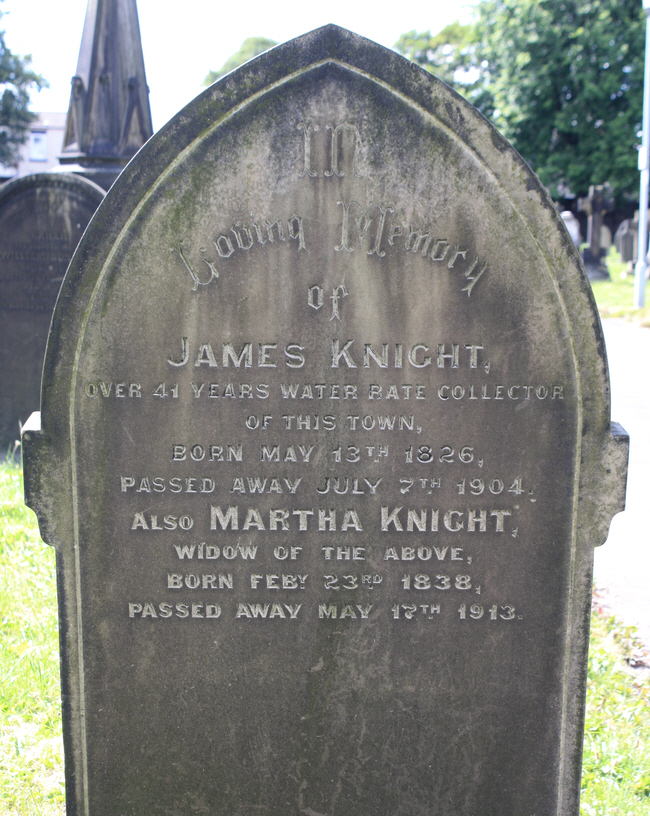 IN
Loving Memory
of
JAMES KNIGHT,
OVER 41 YEARS WATER RATE COLLECTOR
OF THIS TOWN,
BORN MAY 13TH 1826,
PASSED AWAY JULY 7TH 1904.
ALSO MARTHA KNIGHT,
WIDOW OF THE ABOVE,
BORN FEBY 23RD 1838,
PASSED AWAY MAY 17TH 1913.